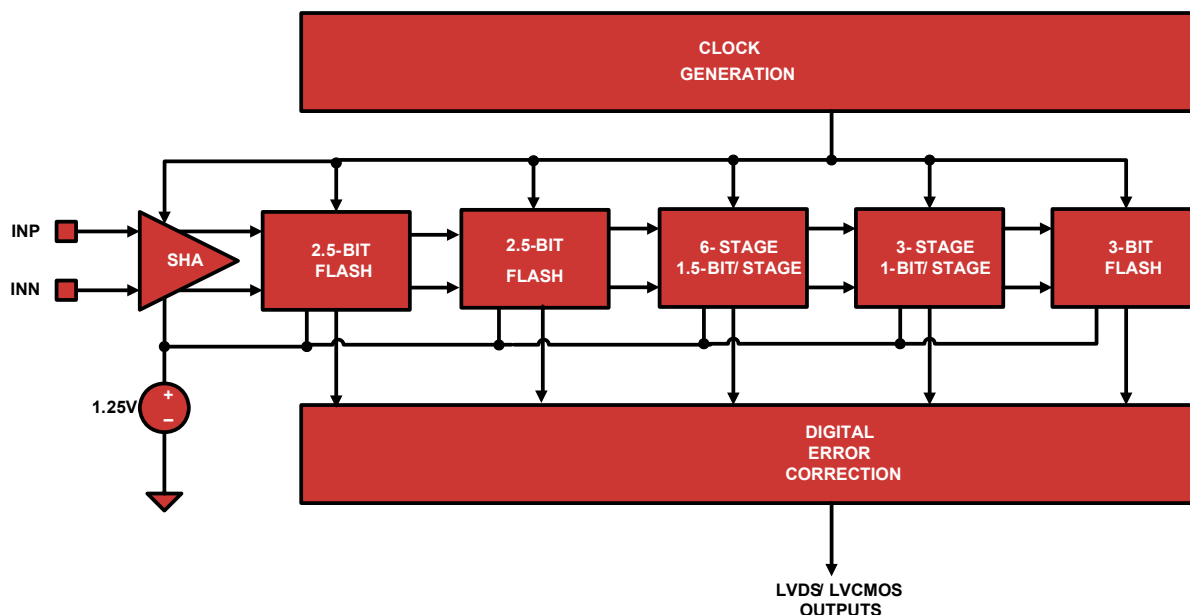 CLOCK
GENERATION
INP
INN
SHA
2.5-BIT
FLASH
2.5-BIT
FLASH
6- STAGE
1.5-BIT/ STAGE
3- STAGE
1-BIT/ STAGE
3-BIT
FLASH
1.25V
+
–
DIGITAL
ERROR
CORRECTION
LVDS/ LVCMOS
OUTPUTS